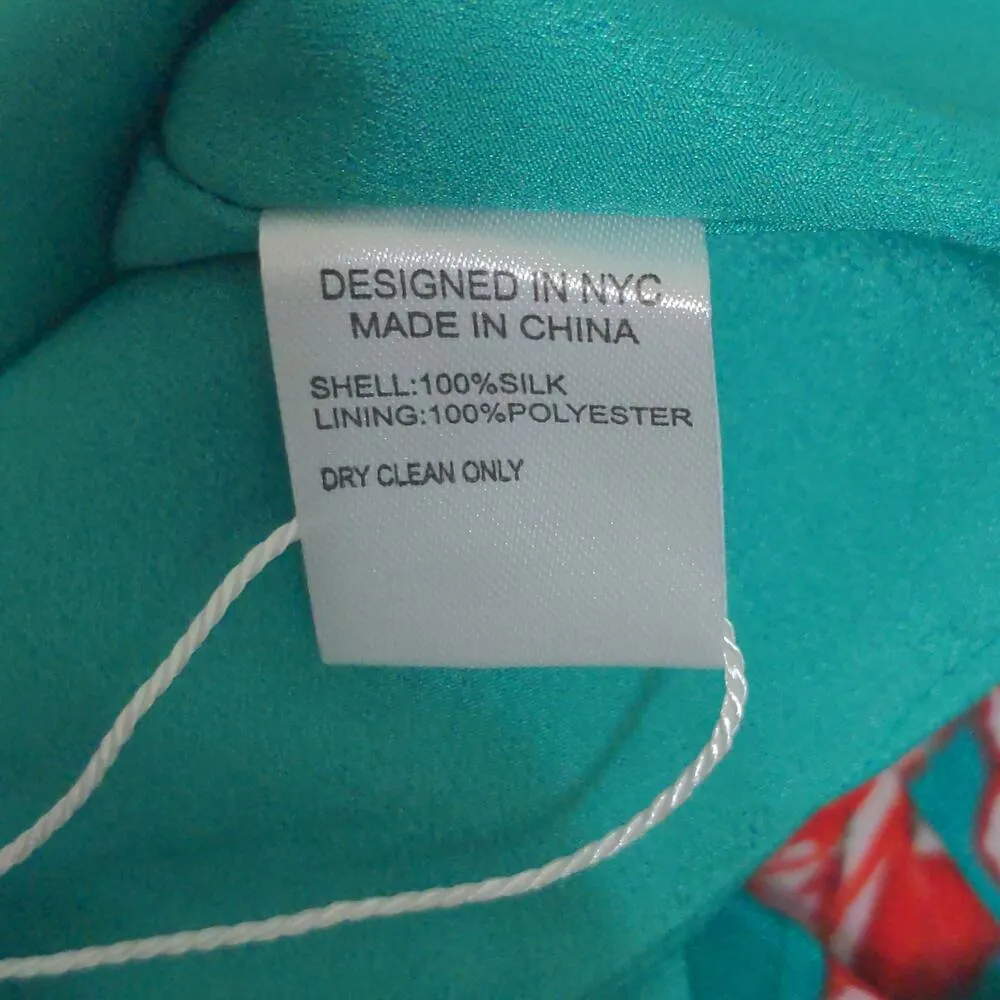 DESIGNED IN NYC
MADE IN CHINA
SHELL:100%SILK
LINING:100%POLYESTER
DRY CLEAN ONLY